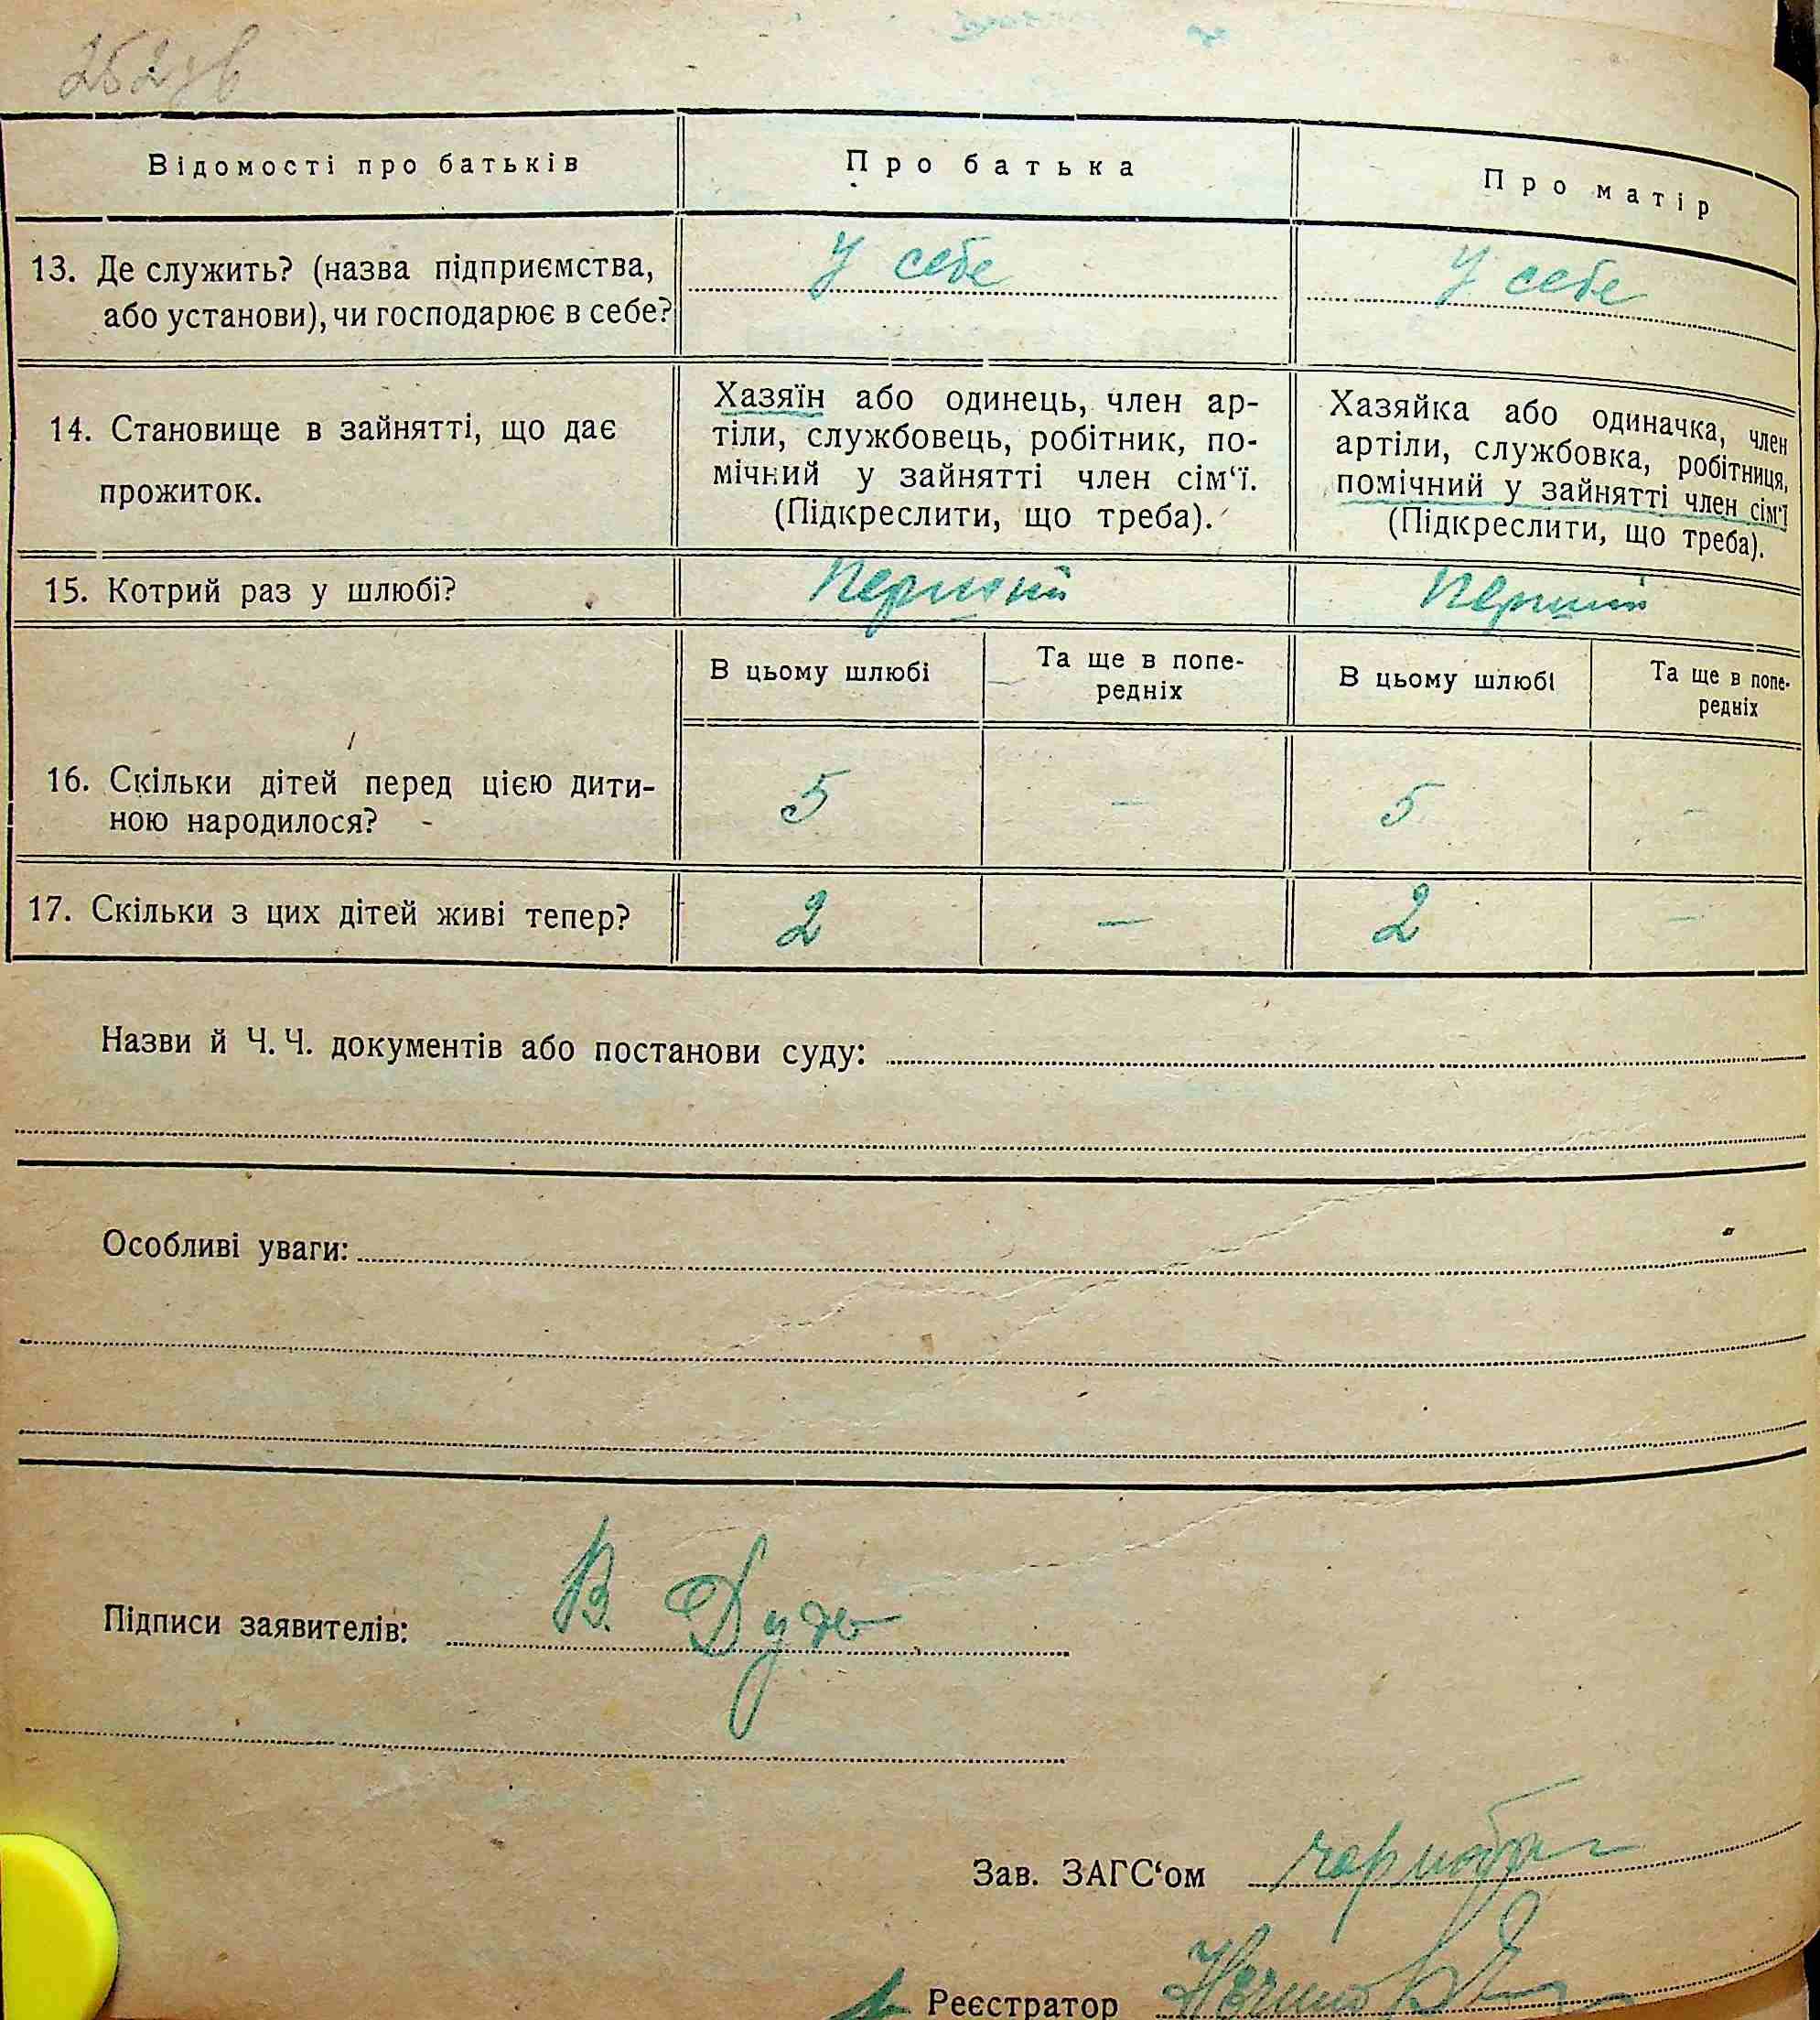 252 зв
Відомості про батьків
Про батька
Про матір
13. Де служить? (назва підприємства,
або установи), чи господарює в себе?
У себе
У себе
14. Становище в зайнятті, що дає
прожиток.
Хазяїн або одинець, член ар-
тіли, службовець, робітник, по-
мічний у зайнятті член сім‘ї.
(Підкреслити, що треба).
Хазяйка або одиначка, член
артіли, службовка, робітниця,
помічний у зайнятті член сім‘ї
(Підкреслити, що треба).
15. Котрий раз у шлюбі?
Перший
Перший
В цьому шлюбі
Та ще в попе-
редніх
В цьому шлюбі
Та ще в попе-
редніх
16. Скільки дітей перед цією дити-
ною народилося?
5
—
5
—
17. Скільки з цих дітей живі тепер?
2
—
2
—
Назви й Ч. Ч. документів або постанови суду:
Особливі уваги:
Підписи заявителів:
В. Дуда
Зав. ЗАГС‘ом
Реєстратор